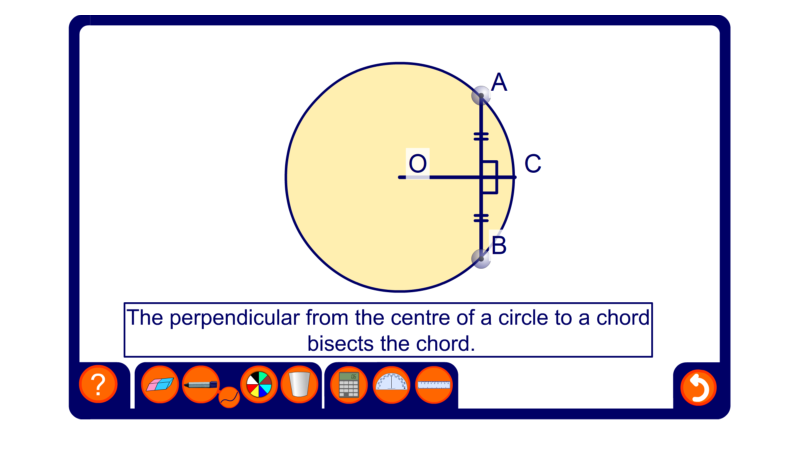 A
O
C
B
The perpendicular from the centre of a circle to a chord
bisects the chord.
?